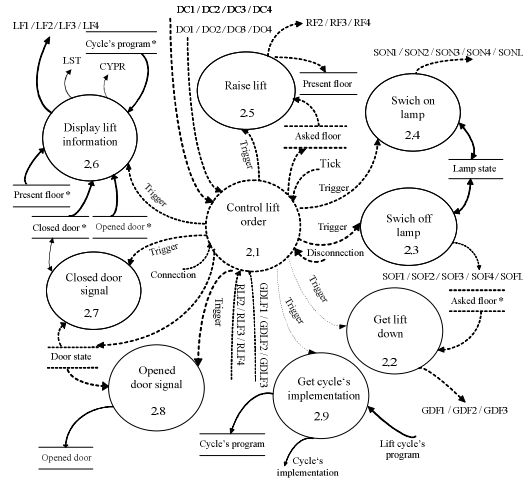 DC1 / DC2 / DC3 / DC4
LF1 / LF2 / LF3 / LF4
DO1 / DO2 / DO3 / DO4
RF2 / RF3 / RF4
Cycle's program *
SON1 / SON2 / SON3 / SON4 / SONL
LST
CYPR
Raise lift
2.5
Present floor
Swich on
lamp
2.4
Display lift
information
2,6
Asked floor
Trigger
Tick
Lamp state
Trigger
Trigger
Present floor *
Closed door *
Opened door *
Control lift
order
2,1
Trigger
Swich off
lamp
2.3
Trigger
Disconnection
Connection
SOF1 / SOF2 / SOF3 / SOF4 / SOFL
Closed door
signal
2.7
Trigger
Trigger
Asked floor *
RLF2 / RLF3 / RLF4
GDLF1 / GDLF2 / GDLF3
Trigger
Get lift
down
2,2
Door state
Opened
door signal
2.8
Get cycle's
implementation
2.9
GDF1 / GDF2 / GDF3
Cycle's program
Lift cycle's
program
Opened door
Cycle's
implementation